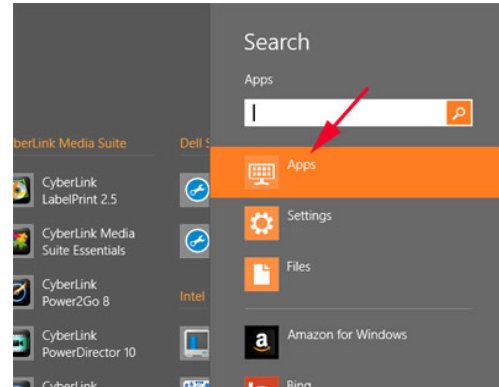 Search
Apps
Apps
Settings
Files
Amazon for Windows
Bing
berLink Media Suite
CyberLink
LabelPrint 2.5
CyberLink Media
Suite Essentials
CyberLink
Power2Go 8
CyberLink
PowerDirector 10
CyberLink
Dell S
Intel